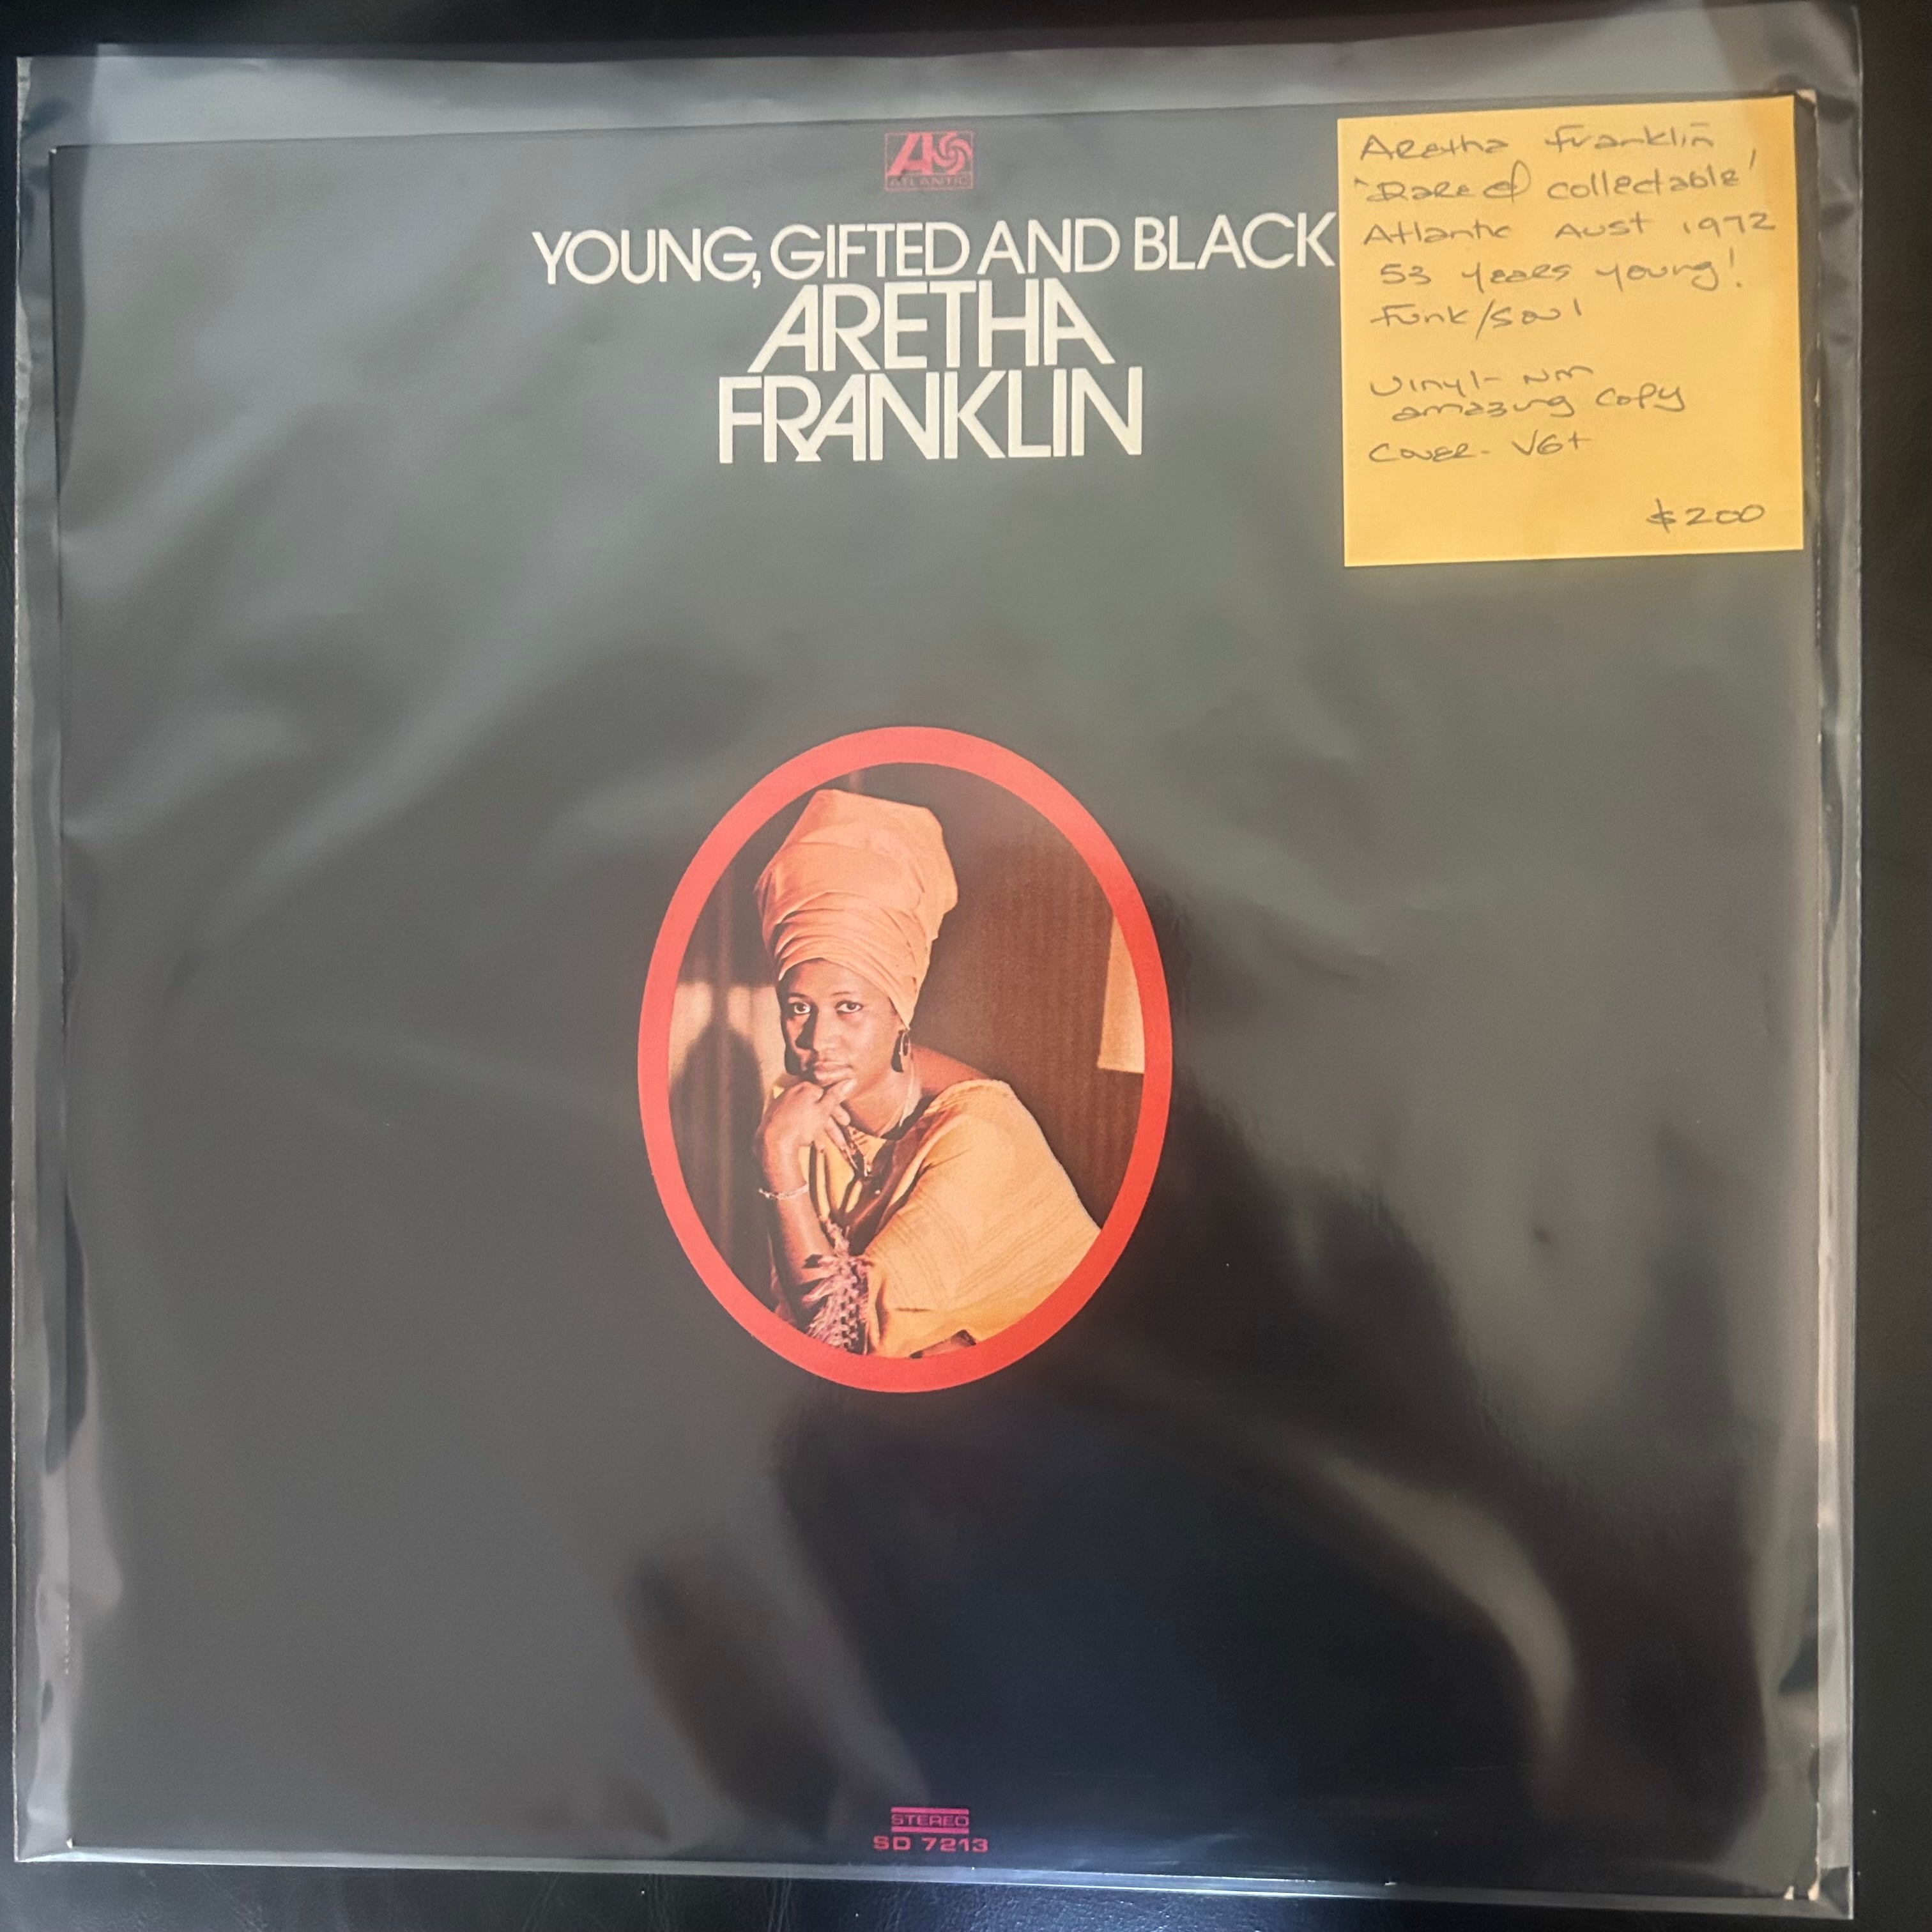 ATLANTIC
YOUNG, GIFTED AND BLACK
ARETHA
FRANKLIN
Aretha Franklin
'Rare & collectable'
Atlantic Aust 1972
53 years young!
Funk/Soul
Vinyl - NM
amazing copy
Cover - VG+
$200
STEREO
SD 7213